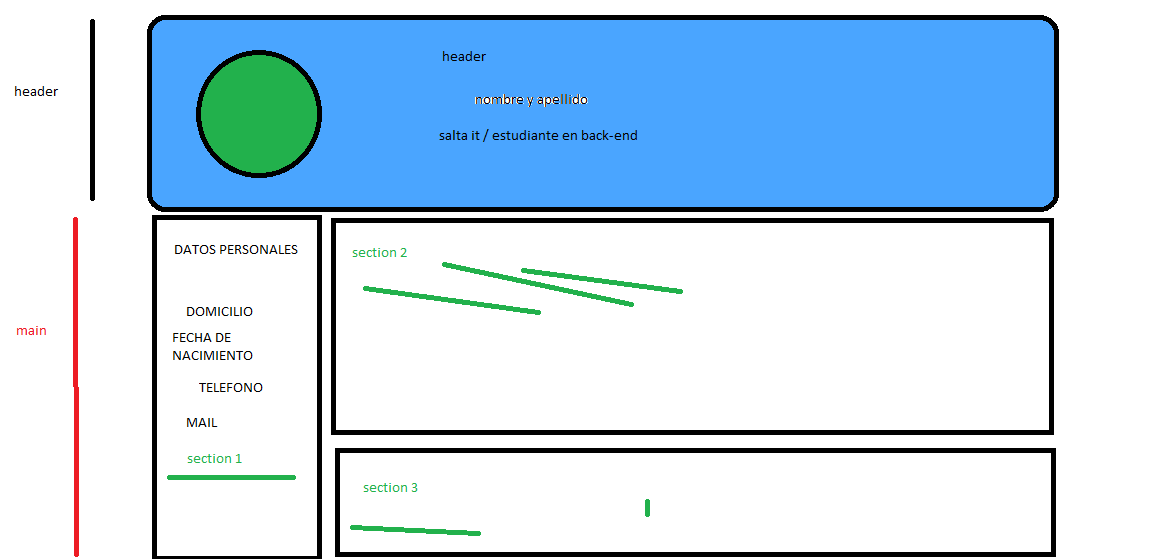 header
header
nombre y apellido
salta it / estudiante en back-end
main
DATOS PERSONALES
DOMICILIO
FECHA DE
NACIMIENTO
TELEFONO
MAIL
section 1
section 2
section 3